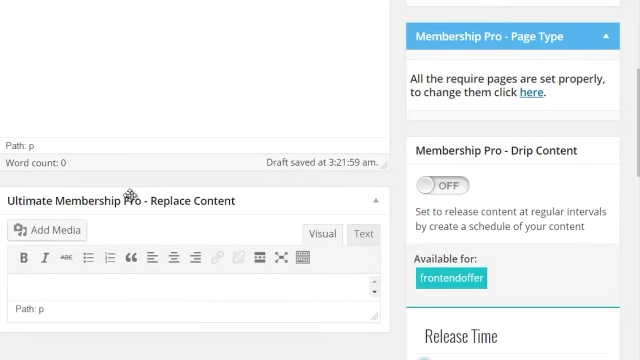 Membership Pro - Page Type
All the require pages are set properly,
to change them click here.
Path: p
Word count: 0
Draft saved at 3:21:59 am.
Membership Pro - Drip Content
OFF
Set to release content at regular intervals
by create a schedule of your content
Available for:
frontendoffer
Release Time
Ultimate Membership Pro - Replace Content
Add Media
Visual
Text
B I ABC
Path: p